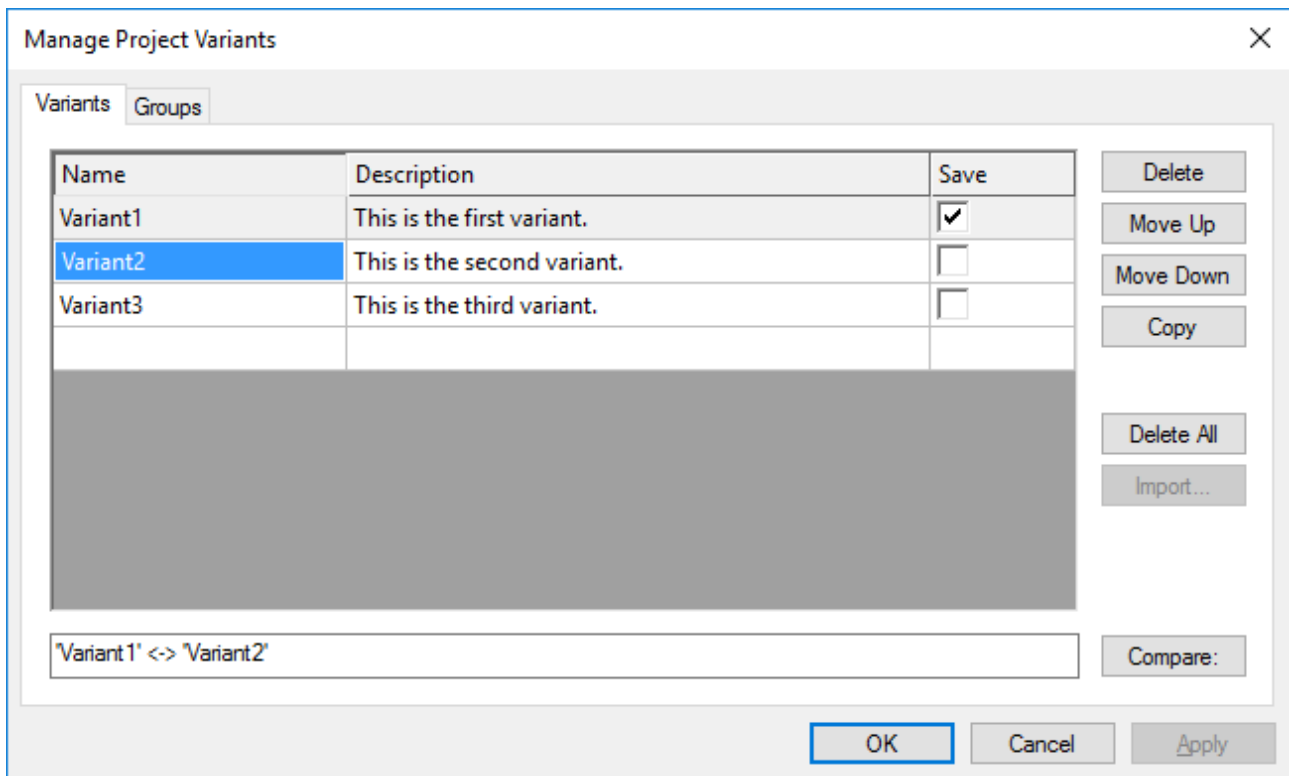 Manage Project Variants
Variants Groups
Name Description Save
Variant1 This is the first variant.
Variant2 This is the second variant.
Variant3 This is the third variant.
Delete
Move Up
Move Down
Copy
Delete All
Import...
'Variant1' <-> 'Variant2'
Compare:
OK Cancel Apply